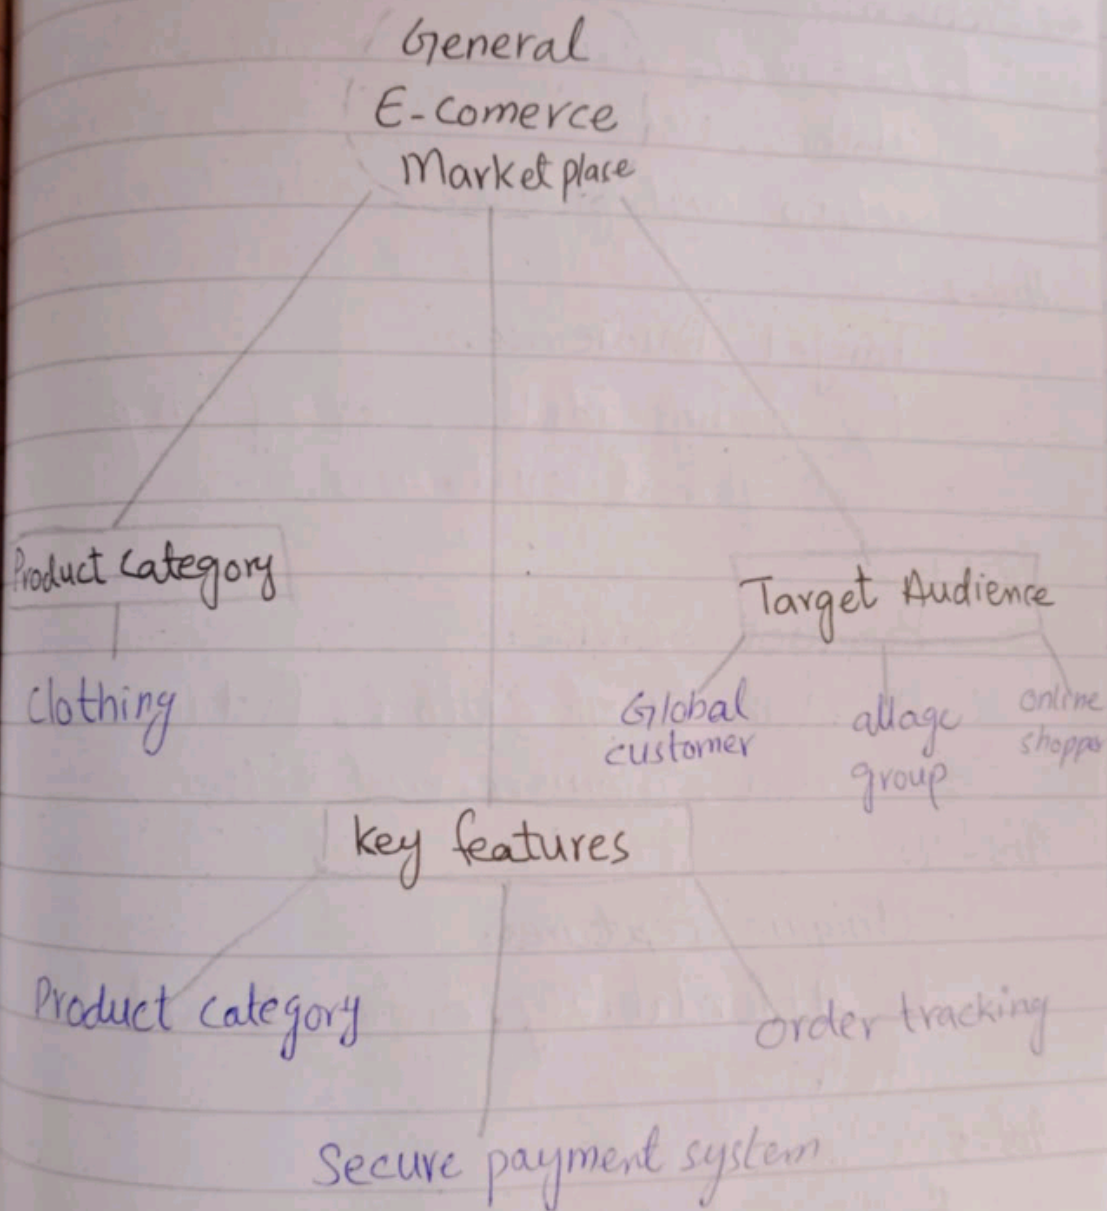 General
E-Comerce
Market place
Product Category
Target Audience
Clothing
Global
customer
allage
group
online
shopper
key features
Product category
order tracking
Secure payment system